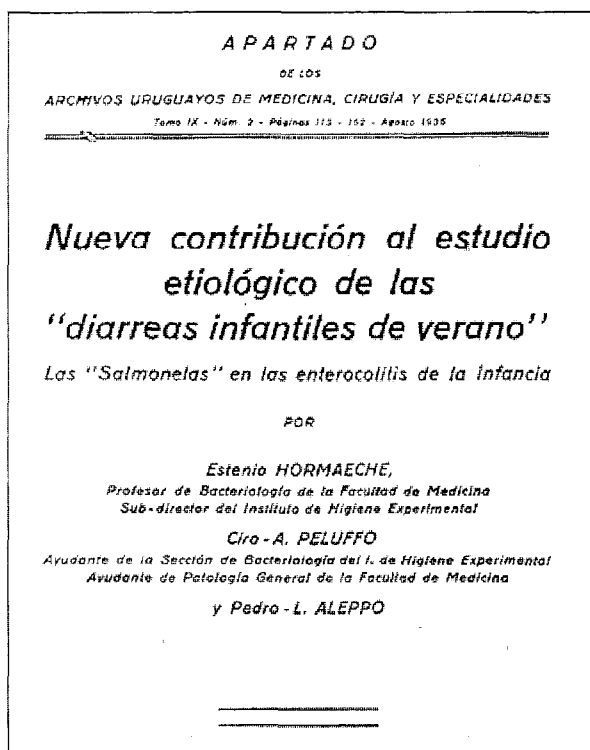 APARTADO
DE LOS
ARCHIVOS URUGUAYOS DE MEDICINA, CIRUGÍA Y ESPECIALIDADES
Tomo IX - Núm. 2 - Páginas 113 - 162 - Agosto 1936
Nueva contribución al estudio
etiológico de las
"diarreas infantiles de verano"
Las "Salmonelas" en las enterocolitis de la infancia
POR
Estenio HORMAECHE,
Profesor de Bacteriología de la Facultad de Medicina
Sub-director del Instituto de Higiene Experimental
Ciro-A. PELUFFO
Ayudante de la Sección de Bacteriología del I. de Higiene Experimental
Ayudante de Patología General de la Facultad de Medicina
y Pedro-L. ALEPPO